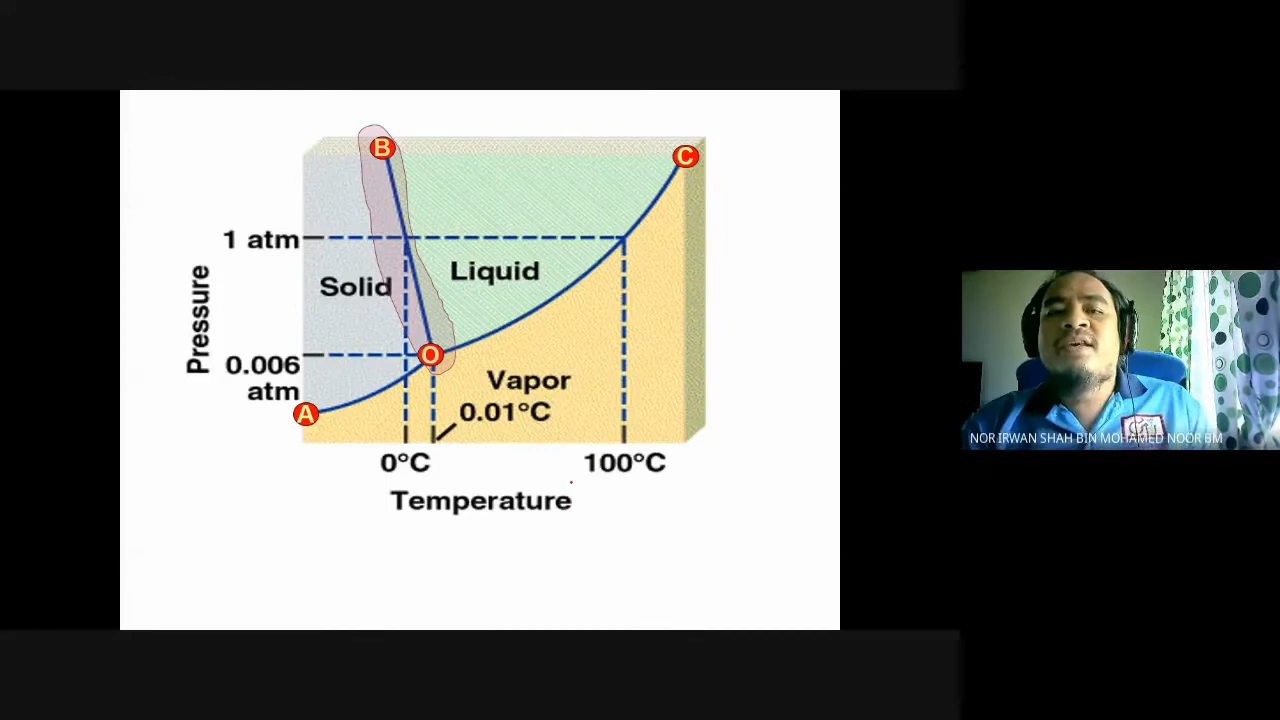 B
C
1 atm
Liquid
Solid
Pressure
O
0.006
atm
Vapor
A
0.01°C
0°C
100°C
Temperature
NOR IRWAN SHAH BIN MOHAMED NOOR BM